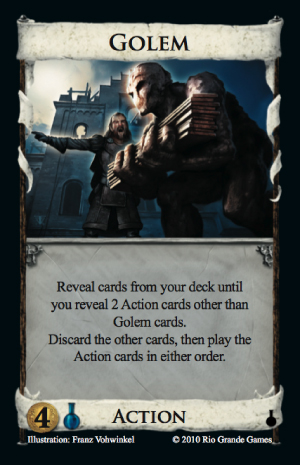 GOLEM
Reveal cards from your deck until
you reveal 2 Action cards other than
Golem cards.
Discard the other cards, then play the
Action cards in either order.
4
ACTION
Illustration: Franz Vohwinkel © 2010 Rio Grande Games